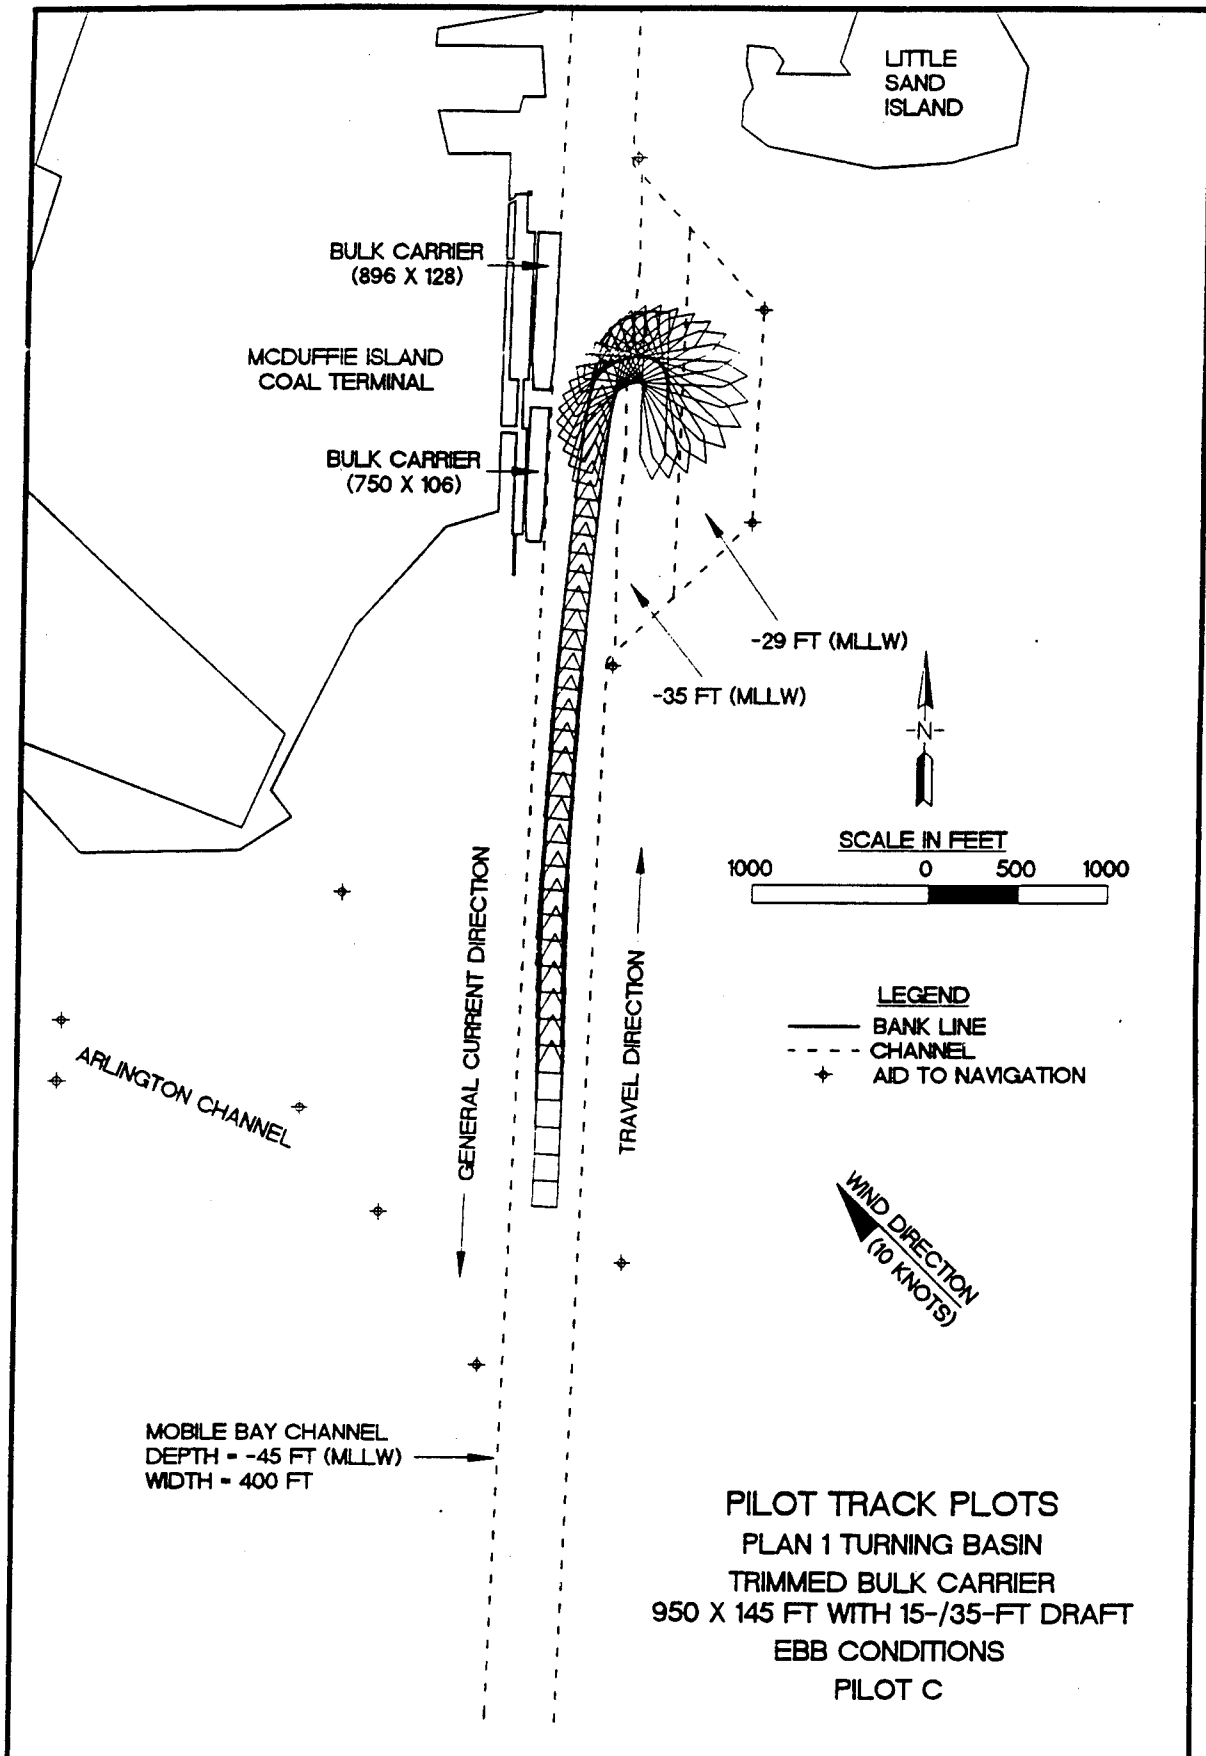 LITTLE
SAND
ISLAND
BULK CARRIER
(896 X 128)
MCDUFFIE ISLAND
COAL TERMINAL
BULK CARRIER
(750 X 106)
-29 FT (MLLW)
-35 FT (MLLW)
-N-
SCALE IN FEET
1000 0 500 1000
GENERAL CURRENT DIRECTION
TRAVEL DIRECTION
LEGEND
BANK LINE
CHANNEL
AID TO NAVIGATION
ARLINGTON CHANNEL
WIND DIRECTION
(10 KNOTS)
MOBILE BAY CHANNEL
DEPTH = -45 FT (MLLW)
WIDTH = 400 FT
PILOT TRACK PLOTS
PLAN 1 TURNING BASIN
TRIMMED BULK CARRIER
950 X 145 FT WITH 15-/35-FT DRAFT
EBB CONDITIONS
PILOT C